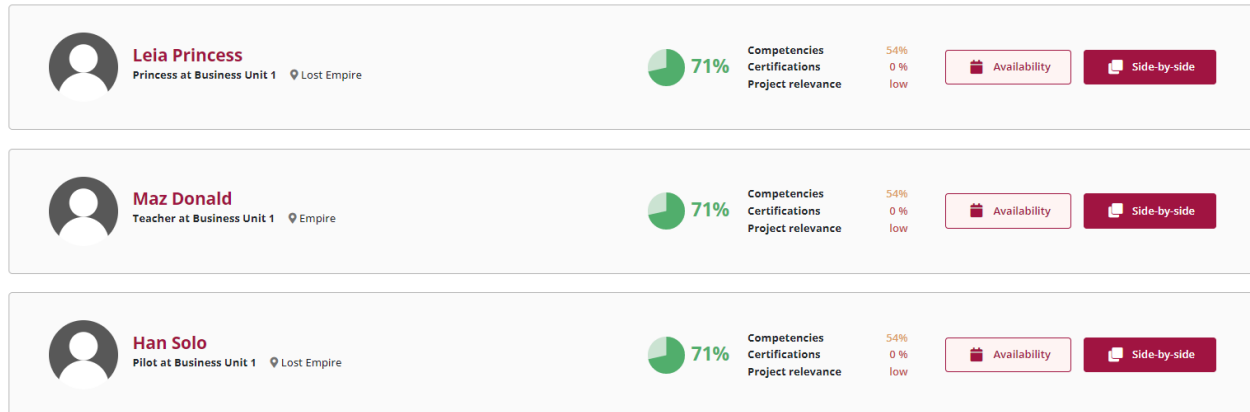 Leia Princess
Princess at Business Unit 1 Lost Empire
71%
Competencies 54%
Certifications 0 %
Project relevance low
Availability
Side-by-side
Maz Donald
Teacher at Business Unit 1 Empire
71%
Competencies 54%
Certifications 0 %
Project relevance low
Availability
Side-by-side
Han Solo
Pilot at Business Unit 1 Lost Empire
71%
Competencies 54%
Certifications 0 %
Project relevance low
Availability
Side-by-side